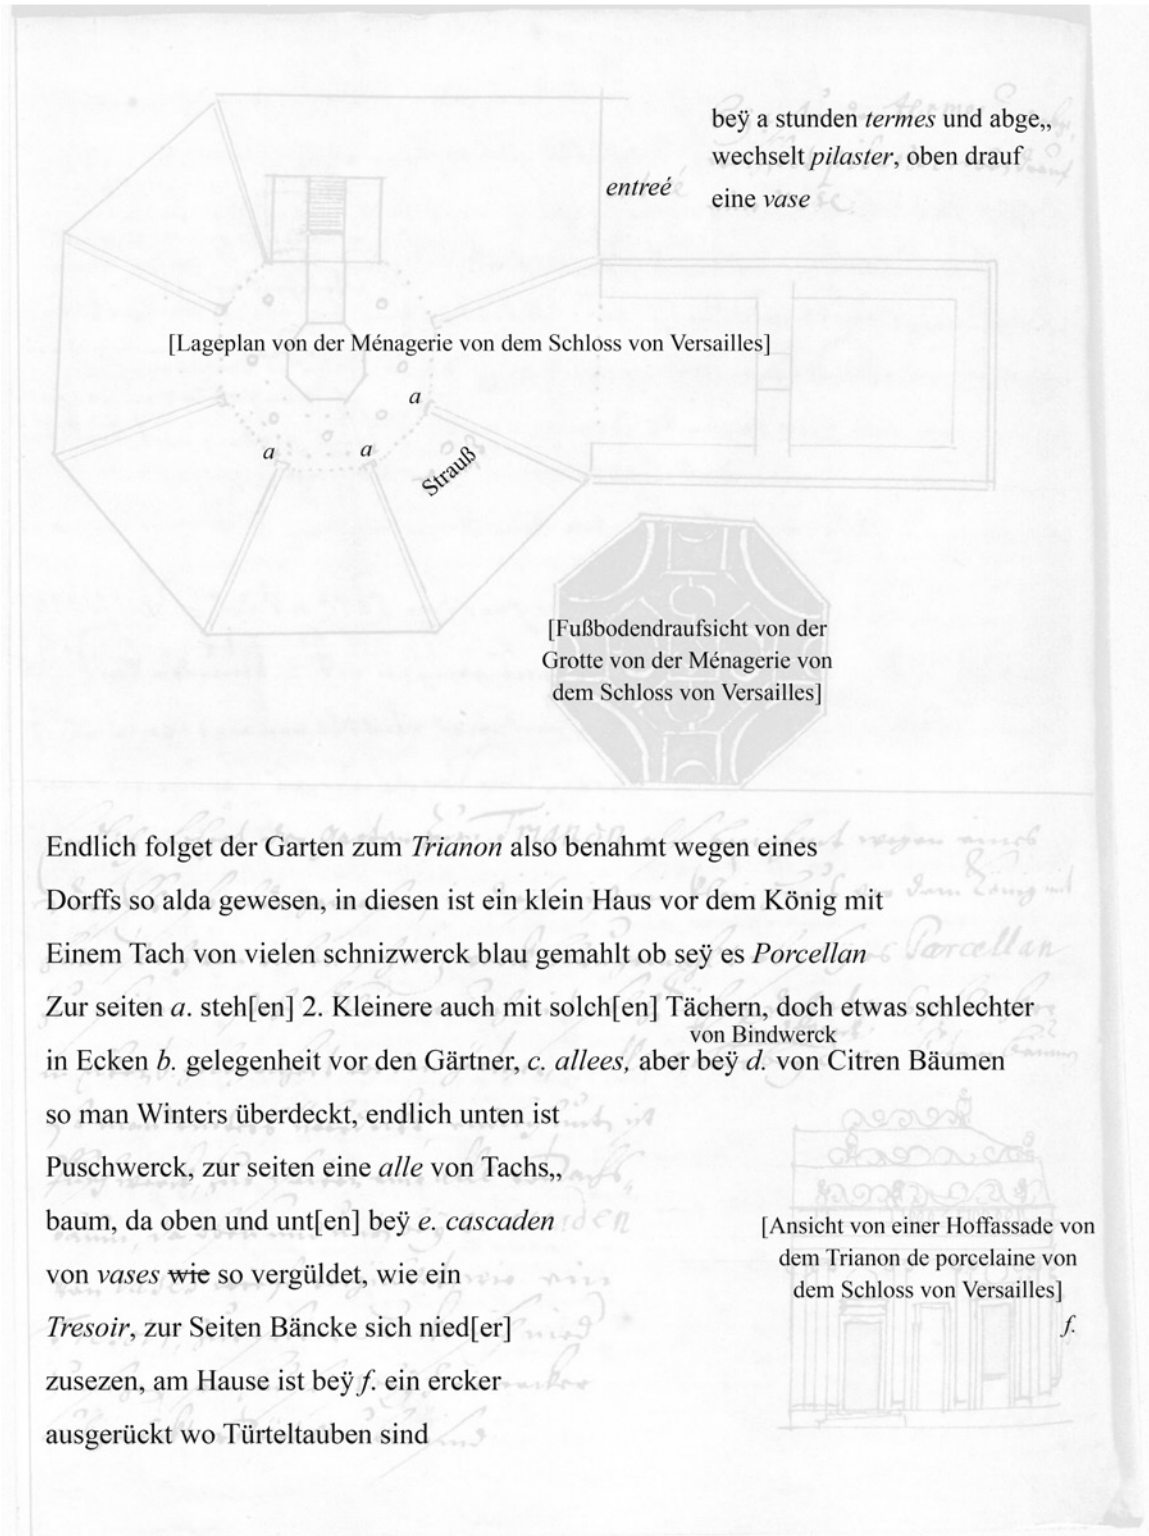 beÿ a stunden termes und abge„
wechselt pilaster, oben drauf
entreé
eine vase
[Lageplan von der Ménagerie von dem Schloss von Versailles]
a
a
a
Strauß
[Fußbodendraufsicht von der
Grotte von der Ménagerie von
dem Schloss von Versailles]
Endlich folget der Garten zum Trianon also benahmt wegen eines
Dorffs so alda gewesen, in diesen ist ein klein Haus vor dem König mit
Einem Tach von vielen schnizwerck blau gemahlt ob seÿ es Porcellan
Zur seiten a. steh[en] 2. Kleinere auch mit solch[en] Tächern, doch etwas schlechter
von Bindwerck
in Ecken b. gelegenheit vor den Gärtner, c. allees, aber beÿ d. von Citren Bäumen
so man Winters überdeckt, endlich unten ist
Puschwerck, zur seiten eine alle von Tachs„
baum, da oben und unt[en] beÿ e. cascaden
von vases wie so vergüldet, wie ein
Tresoir, zur Seiten Bäncke sich nied[er]
zusezen, am Hause ist beÿ f. ein ercker
ausgerückt wo Türteltauben sind
[Ansicht von einer Hoffassade von
dem Trianon de porcelaine von
dem Schloss von Versailles]
f.